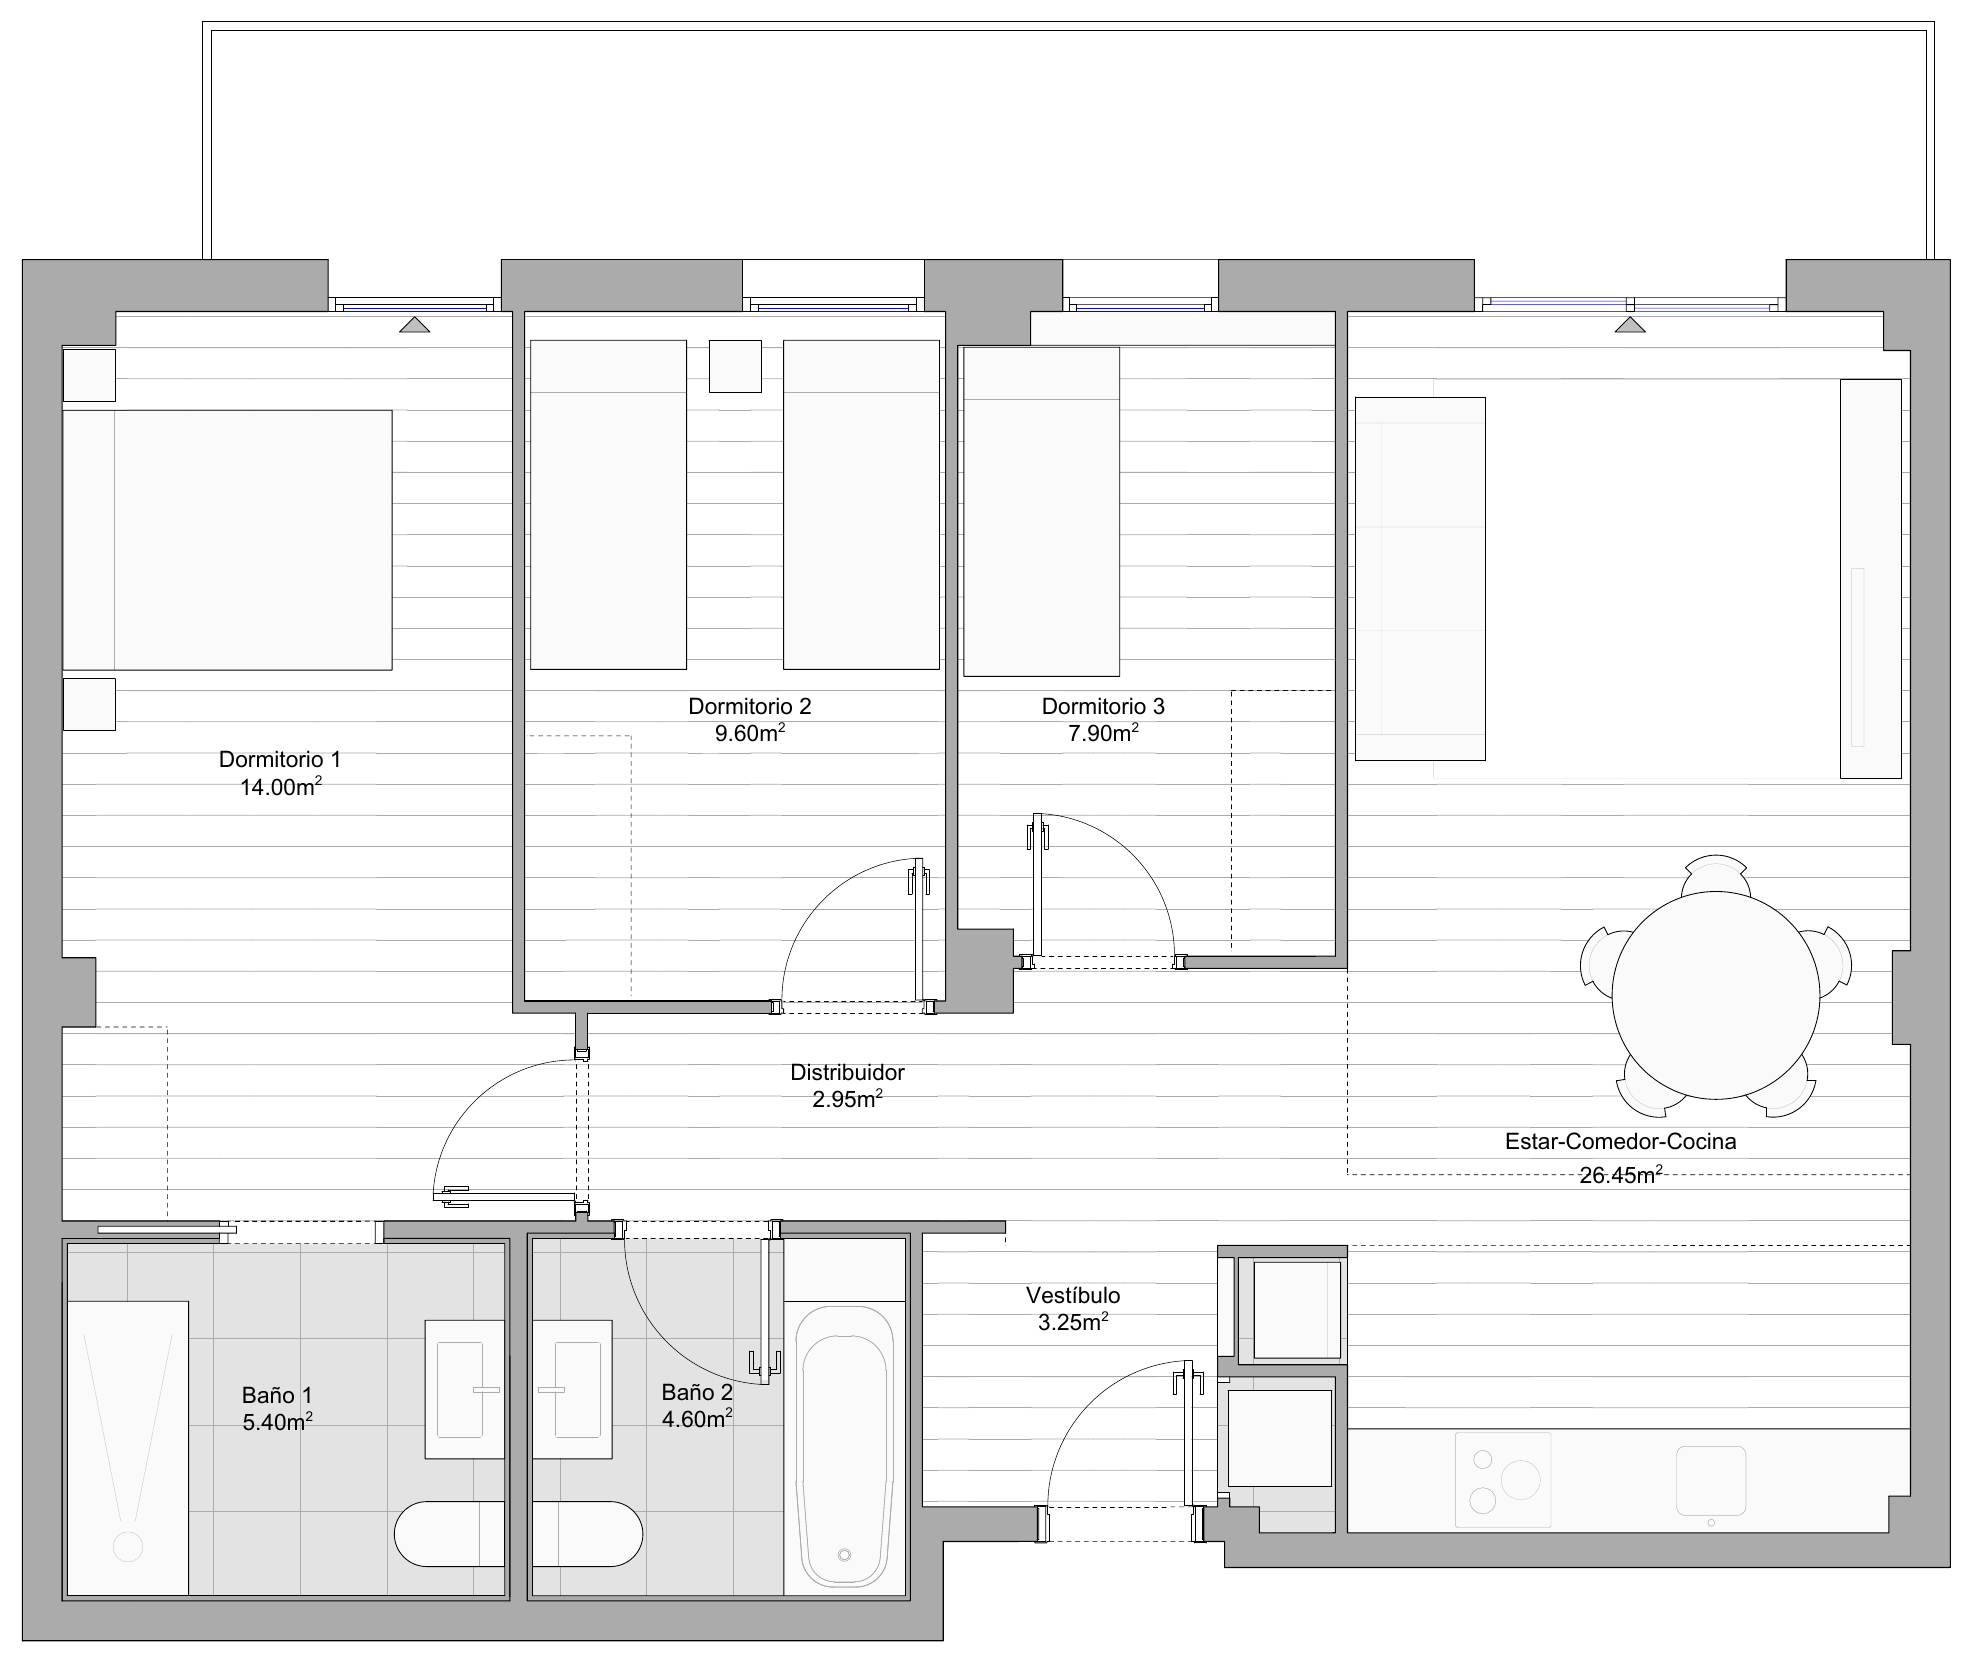 Dormitorio 1
14.00m²
Dormitorio 2
9.60m²
Dormitorio 3
7.90m²
Distribuidor
2.95m²
Estar-Comedor-Cocina
26.45m²
Vestíbulo
3.25m²
Baño 1
5.40m²
Baño 2
4.60m²